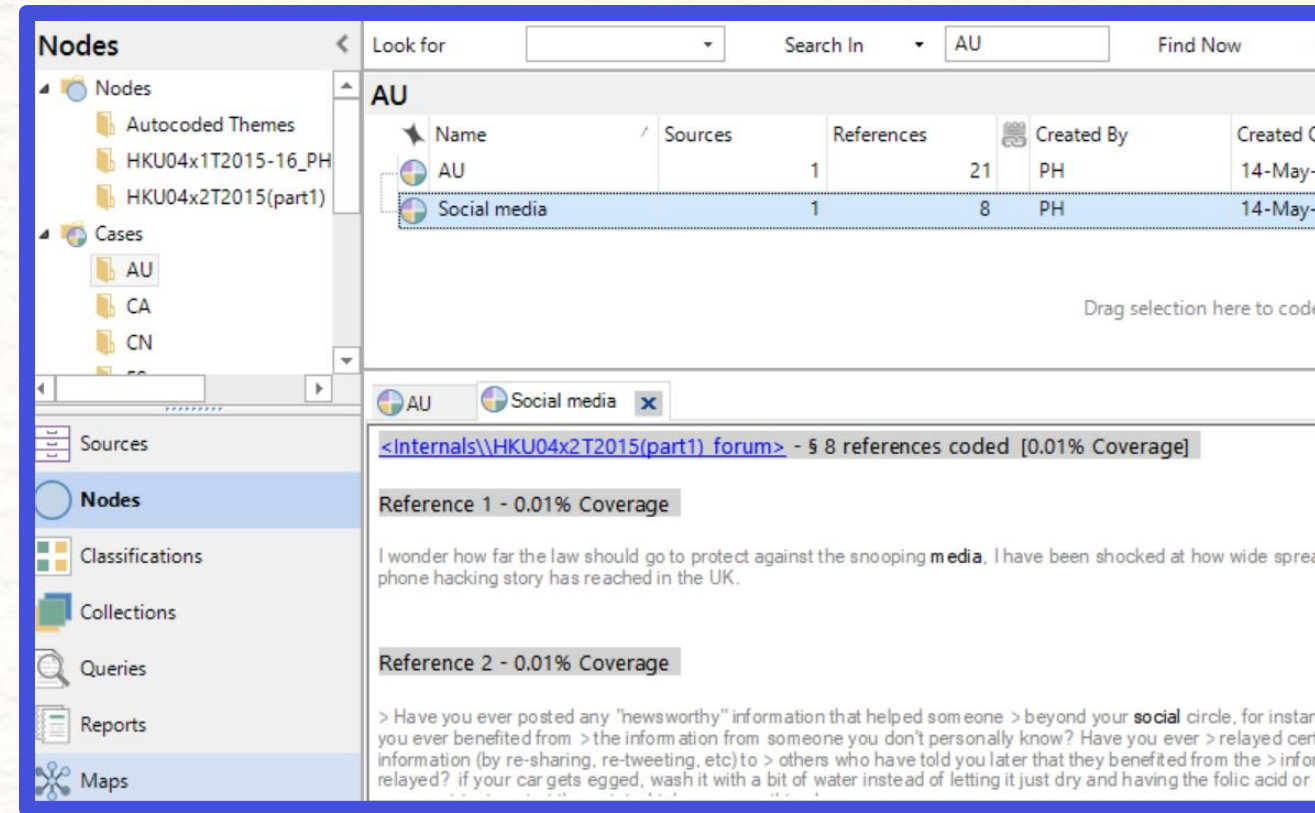 Nodes
Look for
Search In
AU
Find Now
Nodes
Autocoded Themes
HKU04x1T2015-16_PH
HKU04x2T2015(part1)
Cases
AU
CA
CN
AU
Name Sources References Created By Created
AU 1 21 PH 14-May-
Social media 1 8 PH 14-May-
Drag selection here to code
Sources
Nodes
Classifications
Collections
Queries
Reports
Maps
AU
Social media
<Internals\\HKU04x2T2015(part1) forum> - § 8 references coded [0.01% Coverage]
Reference 1 - 0.01% Coverage
I wonder how far the law should go to protect against the snooping media, I have been shocked at how wide sprea
phone hacking story has reached in the UK.
Reference 2 - 0.01% Coverage
> Have you ever posted any "newsworthy" information that helped someone > beyond your social circle, for instan
you ever benefited from > the information from someone you don't personally know? Have you ever > relayed cert
information (by re-sharing, re-tweeting, etc) to > others who have told you later that they benefited from the > infor
relayed? if your car gets egged, wash it with a bit of water instead of letting it just dry and having the folic acid or